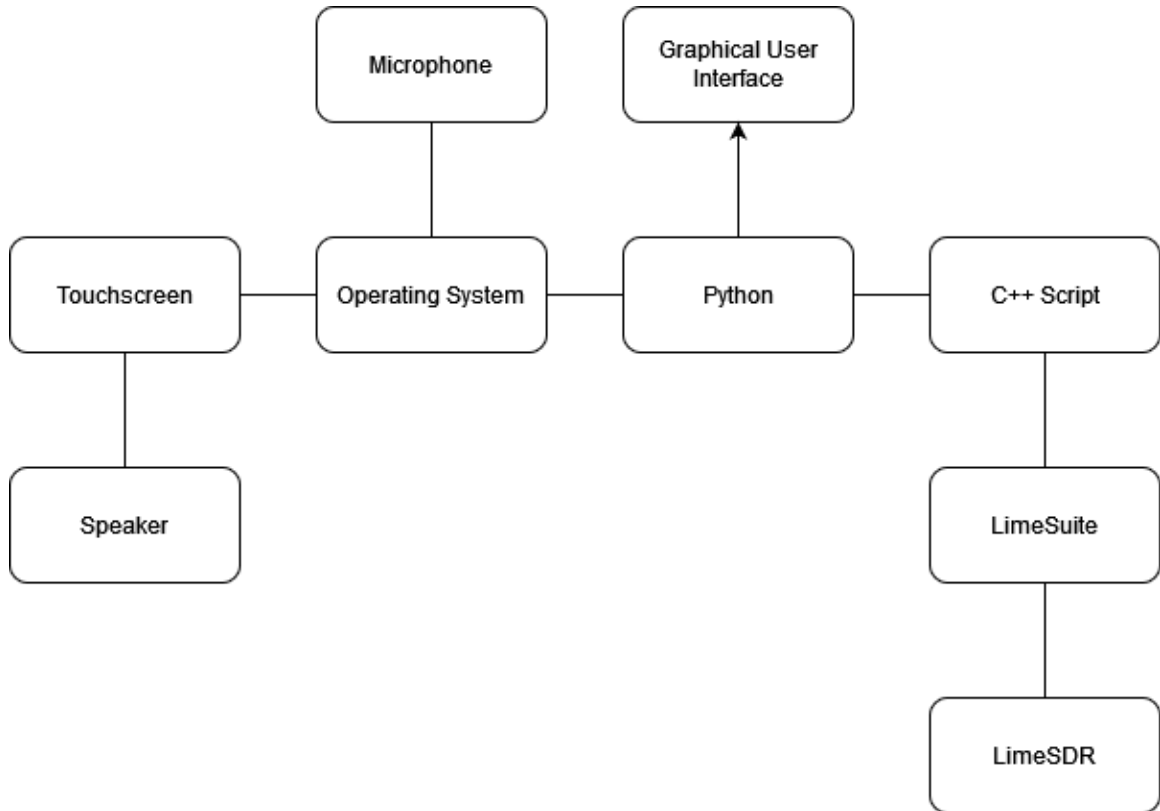 Microphone
Graphical User
Interface
Touchscreen
Operating System
Python
C++ Script
Speaker
LimeSuite
LimeSDR